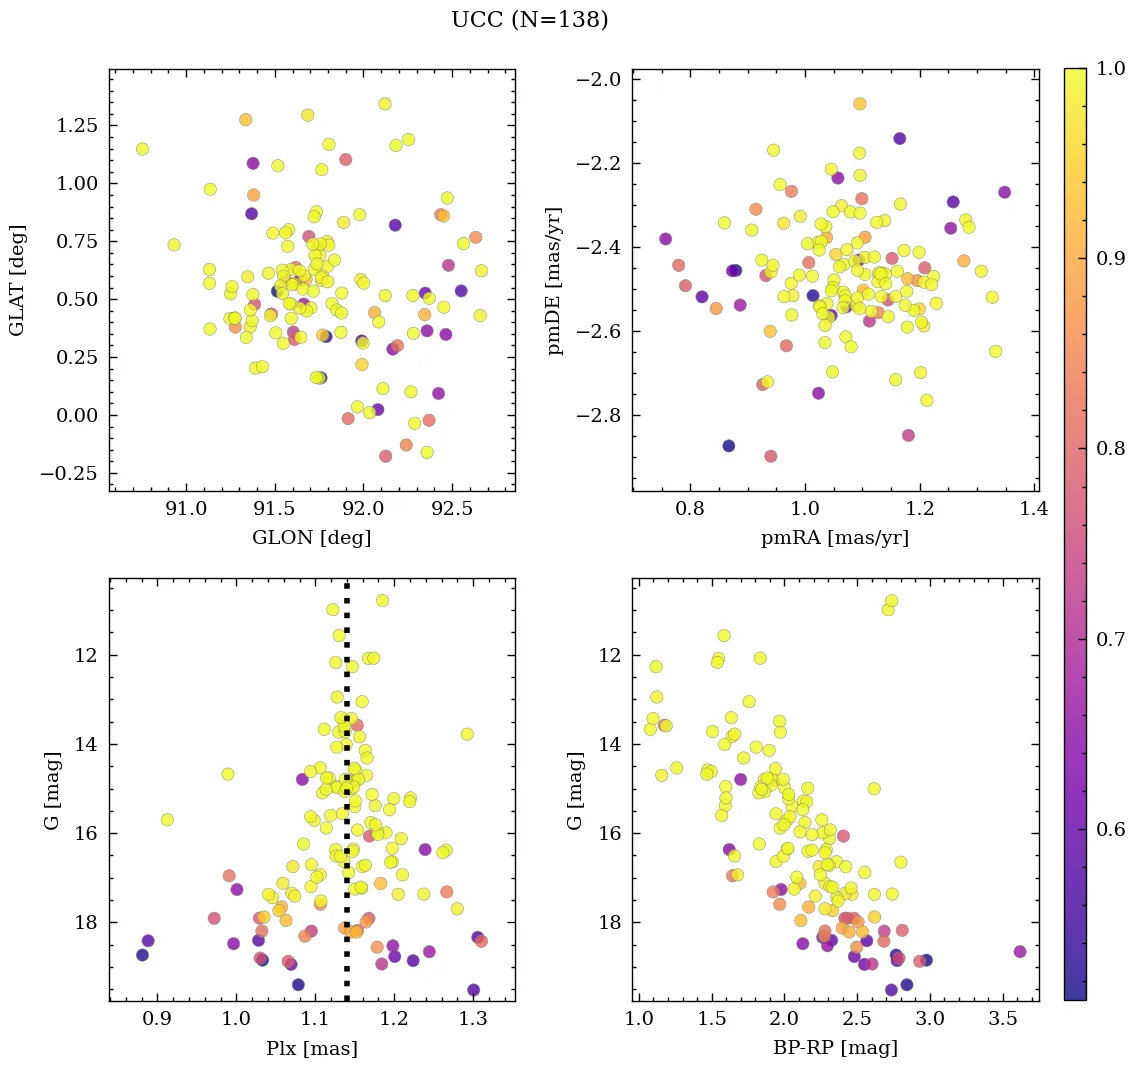 UCC (N=138)
1.25
1.00
0.75
0.50
0.25
0.00
−0.25
GLAT [deg]
91.0 91.5 92.0 92.5
GLON [deg]
−2.0
−2.2
−2.4
−2.6
−2.8
pmDE [mas/yr]
0.8 1.0 1.2 1.4
pmRA [mas/yr]
12
14
16
18
G [mag]
0.9 1.0 1.1 1.2 1.3
Plx [mas]
12
14
16
18
G [mag]
1.0 1.5 2.0 2.5 3.0 3.5
BP-RP [mag]
1.0
0.9
0.8
0.7
0.6